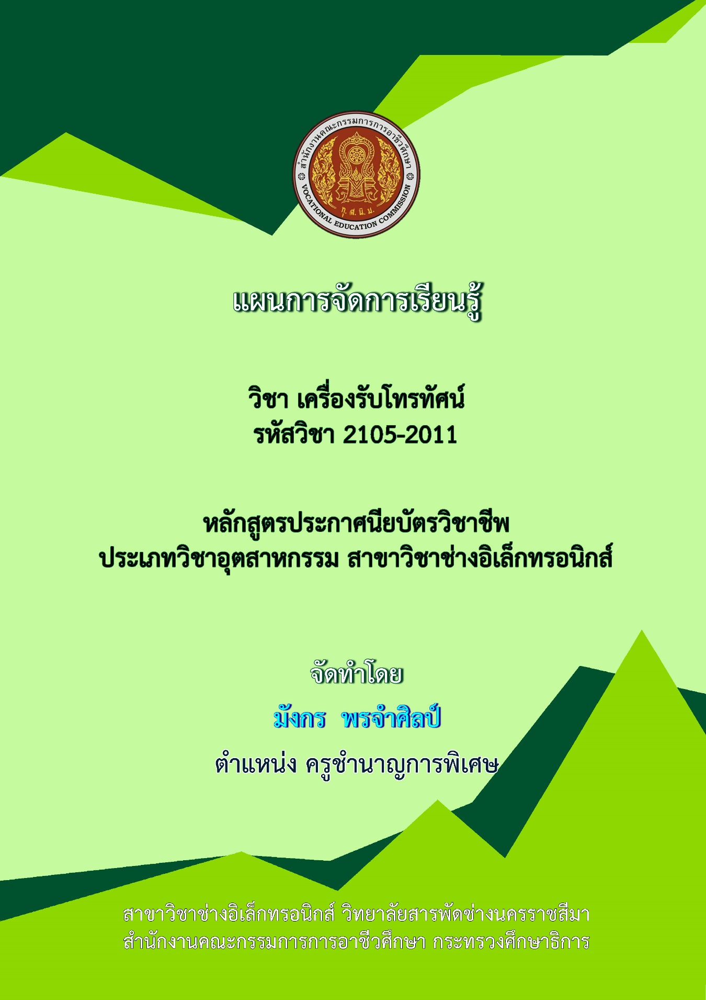 สำนักงานคณะกรรมการการอาชีวศึกษา
ทุ. ส. นิ. ม.
VOCATIONAL EDUCATION COMMISSION
แผนการจัดการเรียนรู้
วิชา เครื่องรับโทรทัศน์
รหัสวิชา 2105-2011
หลักสูตรประกาศนียบัตรวิชาชีพ
ประเภทวิชาอุตสาหกรรม สาขาวิชาช่างอิเล็กทรอนิกส์
จัดทำโดย
มังกร พรจำศิลป์
ตำแหน่ง ครูชำนาญการพิเศษ
สาขาวิชาช่างอิเล็กทรอนิกส์ วิทยาลัยสารพัดช่างนครราชสีมา
สำนักงานคณะกรรมการการอาชีวศึกษา กระทรวงศึกษาธิการ